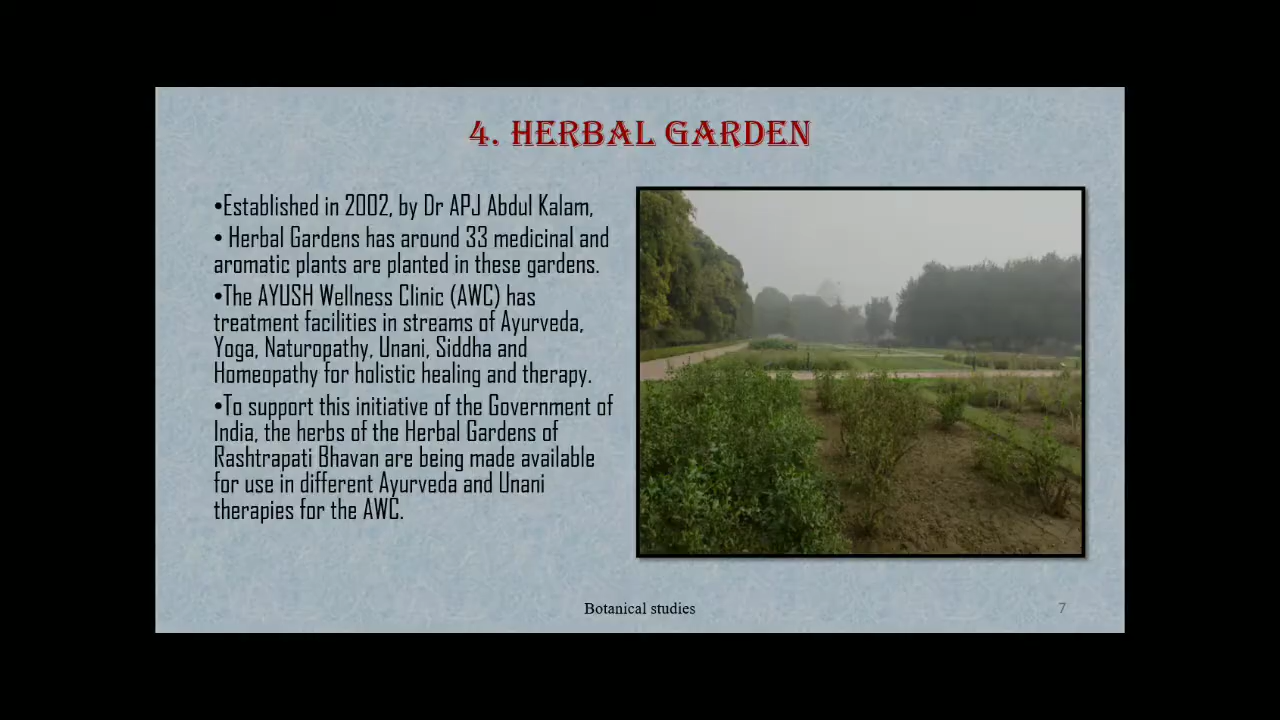 4. HERBAL GARDEN
•Established in 2002, by Dr APJ Abdul Kalam,
• Herbal Gardens has around 33 medicinal and
aromatic plants are planted in these gardens.
•The AYUSH Wellness Clinic (AWC) has
treatment facilities in streams of Ayurveda,
Yoga, Naturopathy, Unani, Siddha and
Homeopathy for holistic healing and therapy.
•To support this initiative of the Government of
India, the herbs of the Herbal Gardens of
Rashtrapati Bhavan are being made available
for use in different Ayurveda and Unani
therapies for the AWC.
Botanical studies
7